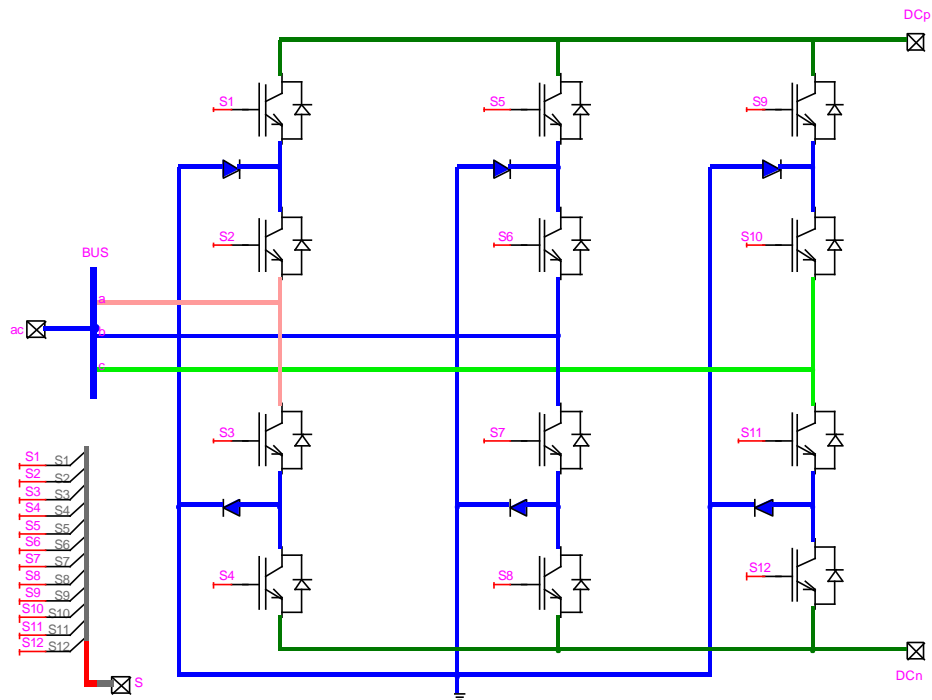 DCp
S1
S5
S9
S2
S6
S10
BUS
a
ac
b
c
S3
S7
S11
S1 S1
S2 S2
S3 S3
S4 S4
S5 S5
S6 S6
S7 S7
S8 S8
S9 S9
S10 S10
S11 S11
S12 S12
S4
S8
S12
DCn
S